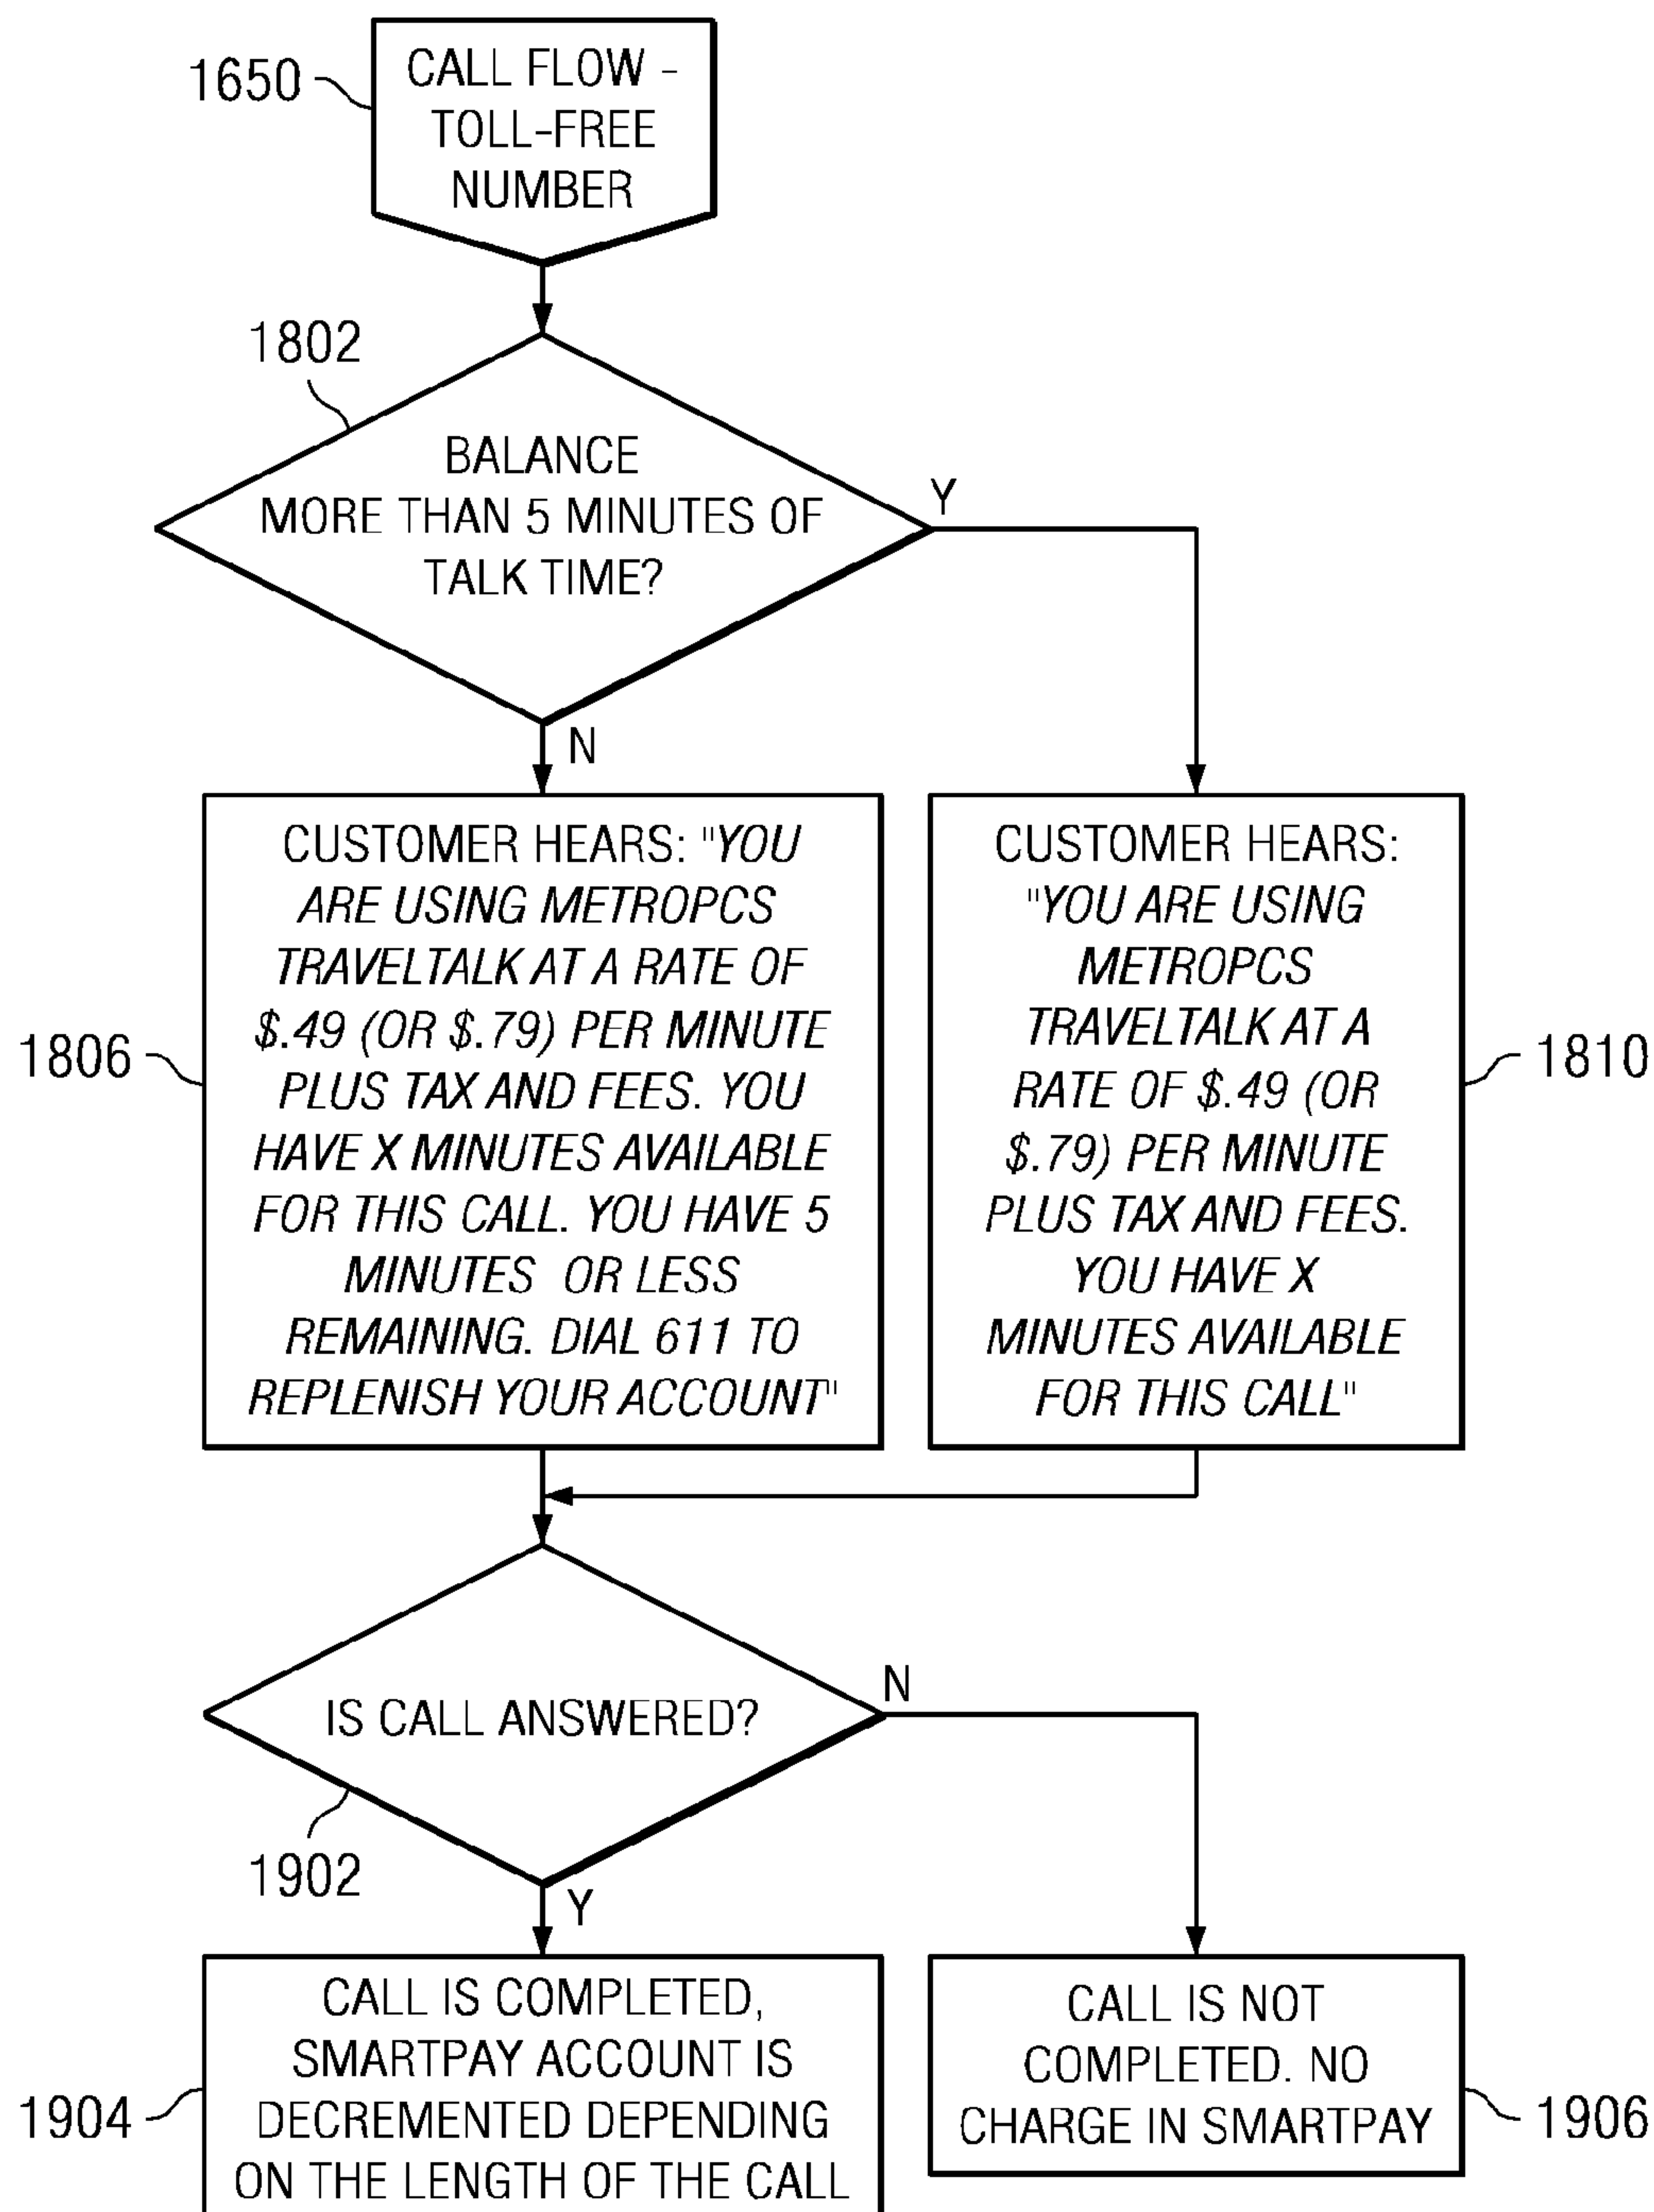 1650
CALL FLOW -
TOLL-FREE
NUMBER
1802
BALANCE
MORE THAN 5 MINUTES OF
TALK TIME?
Y
N
CUSTOMER HEARS: "YOU
ARE USING METROPCS
TRAVELTALK AT A RATE OF
$.49 (OR $.79) PER MINUTE
PLUS TAX AND FEES. YOU
HAVE X MINUTES AVAILABLE
FOR THIS CALL. YOU HAVE 5
MINUTES OR LESS
REMAINING. DIAL 611 TO
REPLENISH YOUR ACCOUNT"
1806
CUSTOMER HEARS:
"YOU ARE USING
METROPCS
TRAVELTALK AT A
RATE OF $.49 (OR
$.79) PER MINUTE
PLUS TAX AND FEES.
YOU HAVE X
MINUTES AVAILABLE
FOR THIS CALL"
1810
IS CALL ANSWERED?
N
1902
Y
CALL IS COMPLETED,
SMARTPAY ACCOUNT IS
DECREMENTED DEPENDING
ON THE LENGTH OF THE CALL
1904
CALL IS NOT
COMPLETED. NO
CHARGE IN SMARTPAY
1906